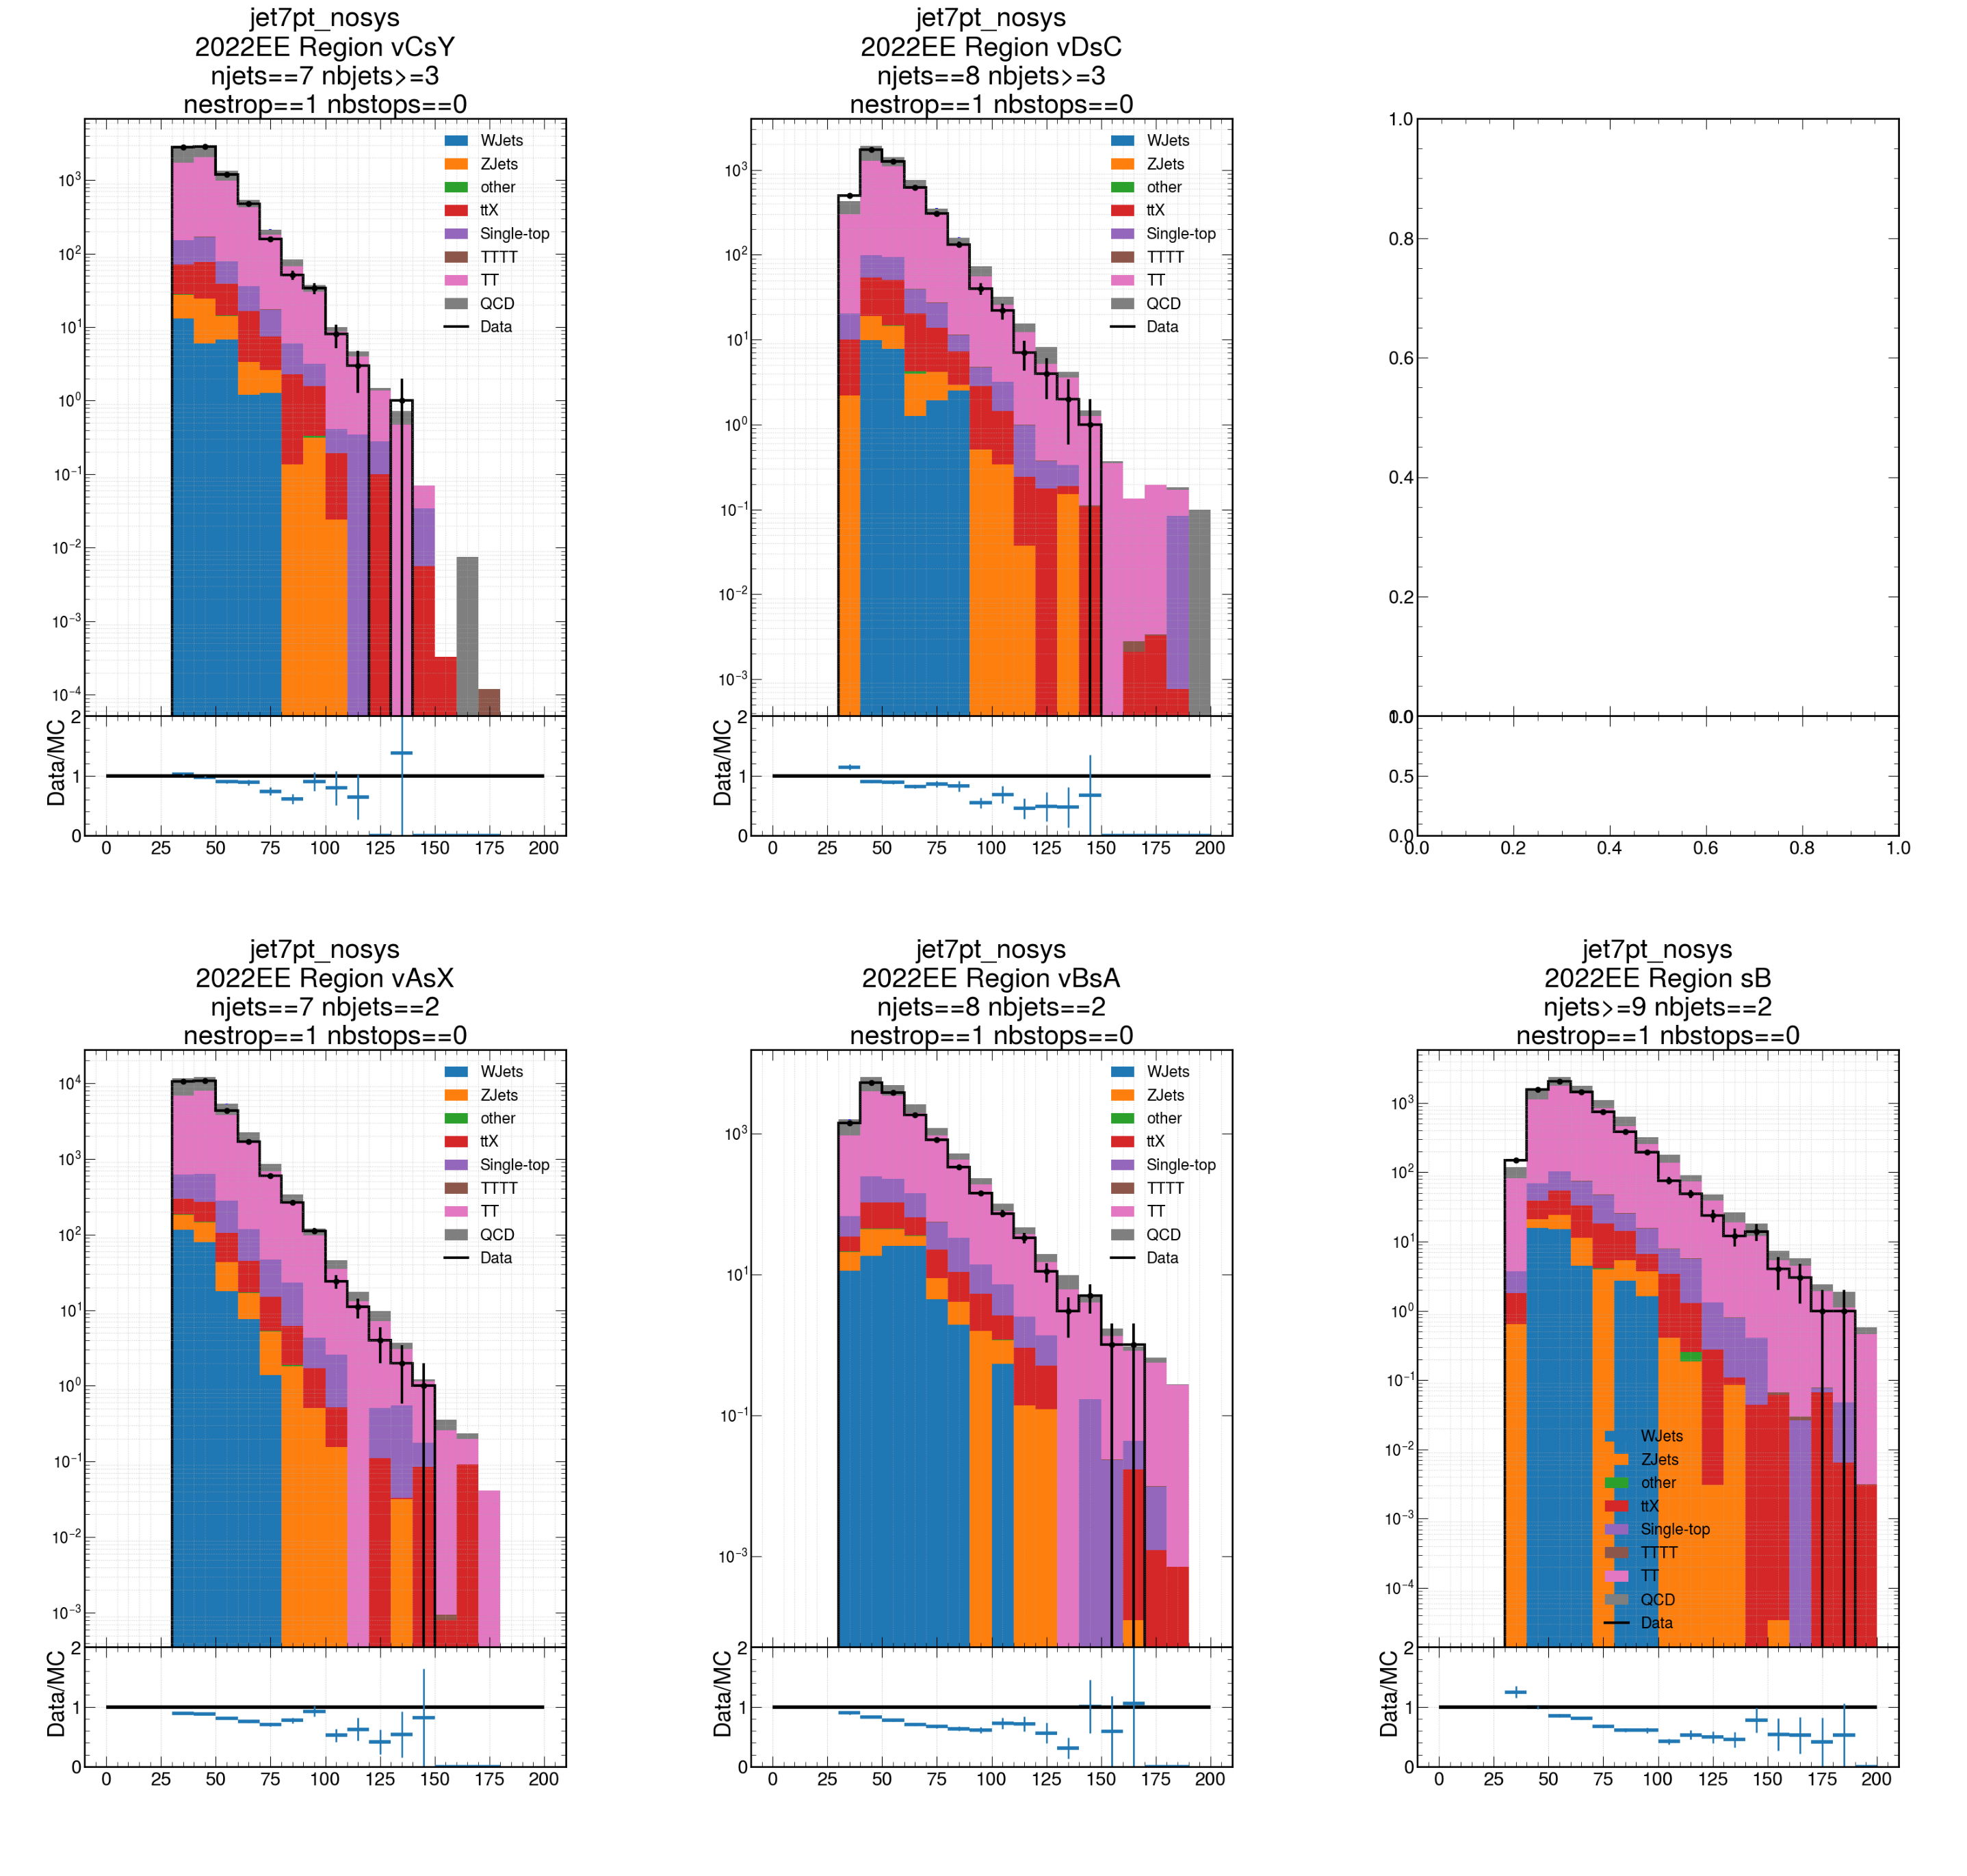 jet7pt_nosys
2022EE Region vCsY
njets==7 nbjets>=3
nestrop==1 nbstops==0
10^3
10^2
10^1
10^0
10^-1
10^-2
10^-3
10^-4
WJets
ZJets
other
ttX
Single-top
TTTT
TT
QCD
Data
Data/MC
2
1
0
0 25 50 75 100 125 150 175 200
jet7pt_nosys
2022EE Region vDsC
njets==8 nbjets>=3
nestrop==1 nbstops==0
10^3
10^2
10^1
10^0
10^-1
10^-2
10^-3
WJets
ZJets
other
ttX
Single-top
TTTT
TT
QCD
Data
Data/MC
2
1
0
0 25 50 75 100 125 150 175 200
1.0
0.8
0.6
0.4
0.2
0.0
1.0
0.5
0.0
0.0 0.2 0.4 0.6 0.8 1.0
jet7pt_nosys
2022EE Region vAsX
njets==7 nbjets==2
nestrop==1 nbstops==0
10^4
10^3
10^2
10^1
10^0
10^-1
10^-2
10^-3
WJets
ZJets
other
ttX
Single-top
TTTT
TT
QCD
Data
Data/MC
2
1
0
0 25 50 75 100 125 150 175 200
jet7pt_nosys
2022EE Region vBsA
njets==8 nbjets==2
nestrop==1 nbstops==0
10^3
10^1
10^-1
10^-3
WJets
ZJets
other
ttX
Single-top
TTTT
TT
QCD
Data
Data/MC
2
1
0
0 25 50 75 100 125 150 175 200
jet7pt_nosys
2022EE Region sB
njets>=9 nbjets==2
nestrop==1 nbstops==0
10^3
10^2
10^1
10^0
10^-1
10^-2
10^-3
10^-4
WJets
ZJets
other
ttX
Single-top
TTTT
TT
QCD
Data
Data/MC
2
1
0
0 25 50 75 100 125 150 175 200